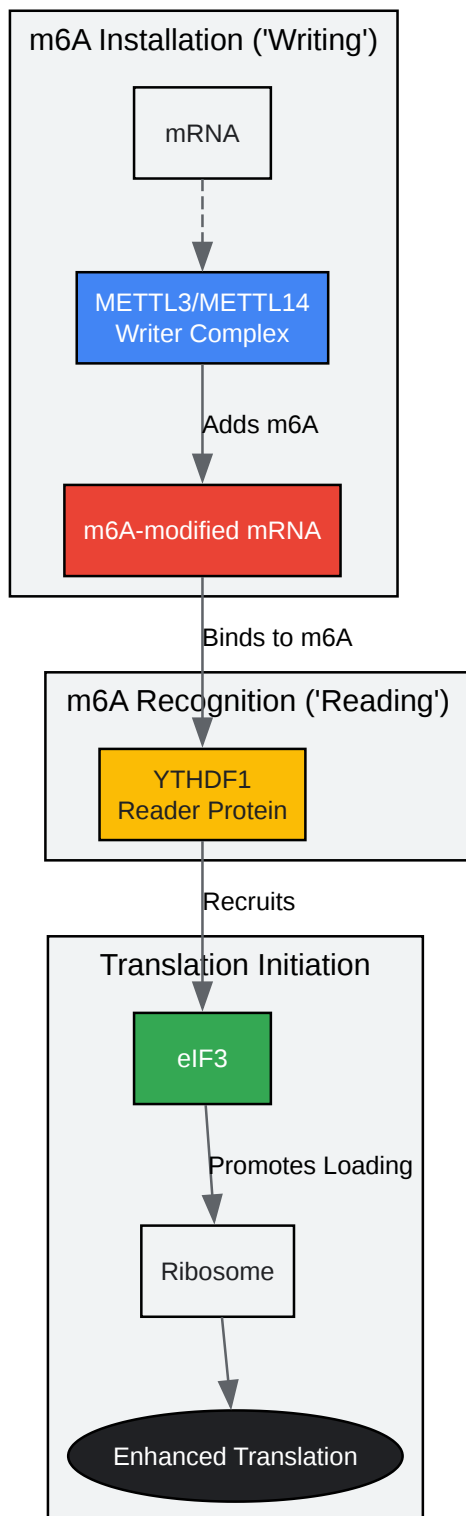 m6A Installation ('Writing')
mRNA
METTL3/METTL14
Writer Complex
Adds m6A
m6A-modified mRNA
Binds to m6A
m6A Recognition ('Reading')
YTHDF1
Reader Protein
Recruits
Translation Initiation
eIF3
Promotes Loading
Ribosome
Enhanced Translation